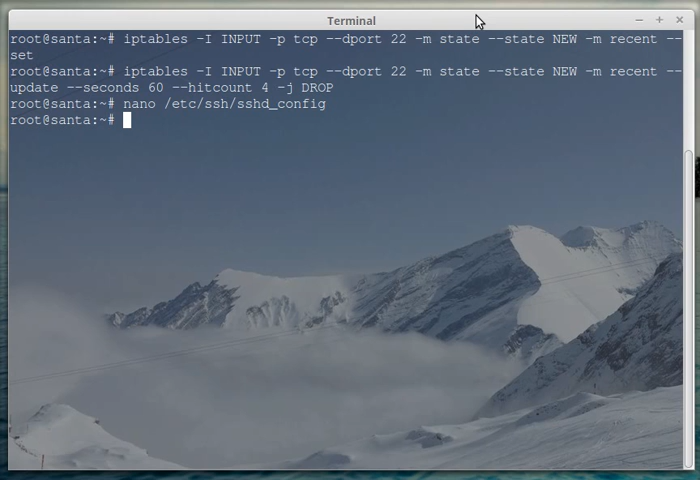 Terminal
root@santa:~# iptables -I INPUT -p tcp --dport 22 -m state --state NEW -m recent --
set
root@santa:~# iptables -I INPUT -p tcp --dport 22 -m state --state NEW -m recent --
update --seconds 60 --hitcount 4 -j DROP
root@santa:~# nano /etc/ssh/sshd_config
root@santa:~#